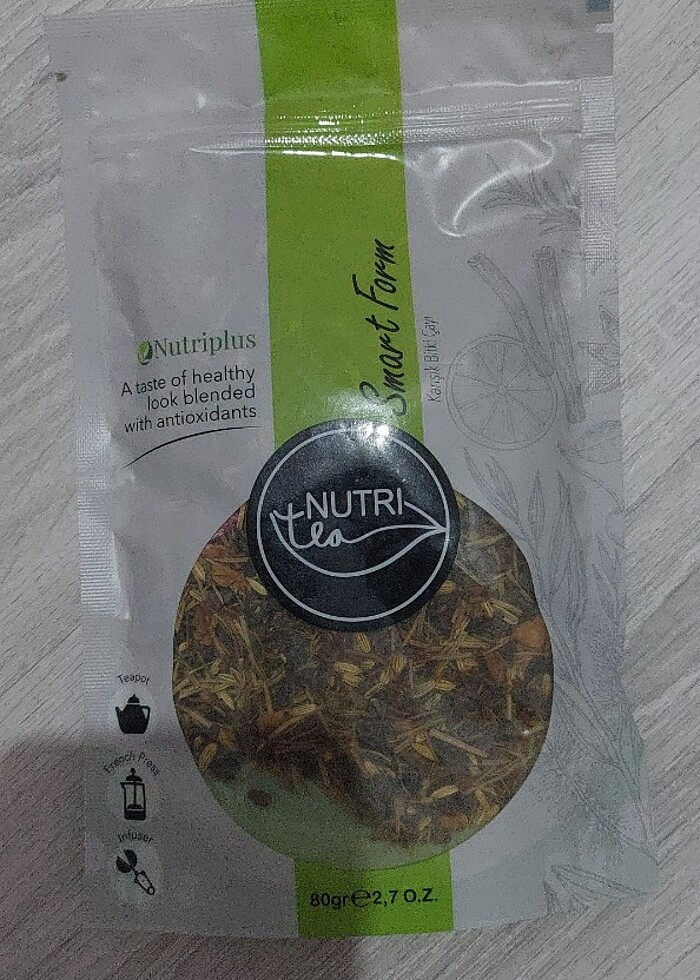 Nutriplus
A taste of healthy
look blended
with antioxidants
Smart Form
Karışık Bitki Çayı
NUTRI
tea
Teapot
French Press
Infuser
80gr℮2,7 O.Z.